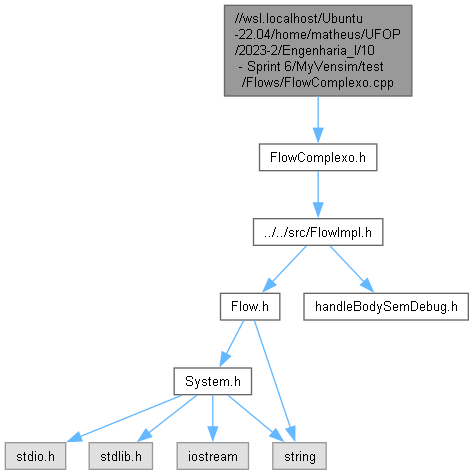 //wsl.localhost/Ubuntu
-22.04/home/matheus/UFOP
/2023-2/Engenharia_I/10
- Sprint 6/MyVensim/test
/Flows/FlowComplexo.cpp
FlowComplexo.h
../../src/FlowImpl.h
Flow.h
handleBodySemDebug.h
System.h
stdio.h
stdlib.h
iostream
string